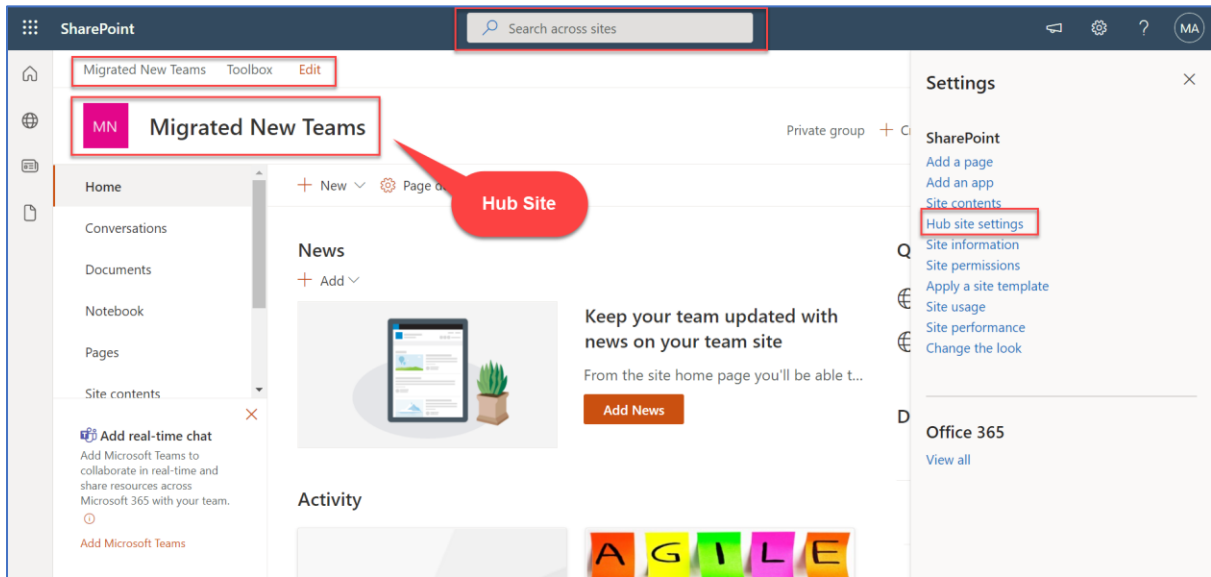 SharePoint
Search across sites
?
MA
Migrated New Teams Toolbox Edit
MN
Migrated New Teams
Private group + C
Hub Site
Home
Conversations
Documents
Notebook
Pages
Site contents
+ New
Page d
News
+ Add
Keep your team updated with
news on your team site
From the site home page you'll be able t...
Add News
Q
D
Add real-time chat
Add Microsoft Teams to
collaborate in real-time and
share resources across
Microsoft 365 with your team.
Add Microsoft Teams
Activity
AGILE
Settings
SharePoint
Add a page
Add an app
Site contents
Hub site settings
Site information
Site permissions
Apply a site template
Site usage
Site performance
Change the look
Office 365
View all